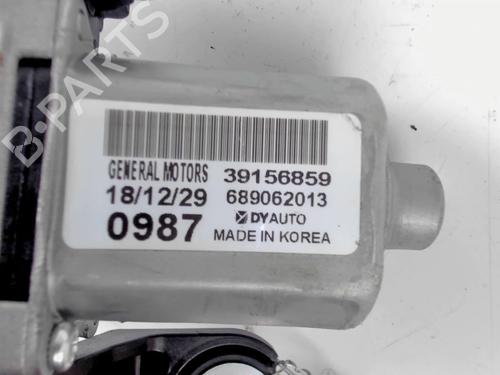 GENERAL MOTORS 39156859
18/12/29 689062013
0987 DYAUTO
MADE IN KOREA
B-PARTS